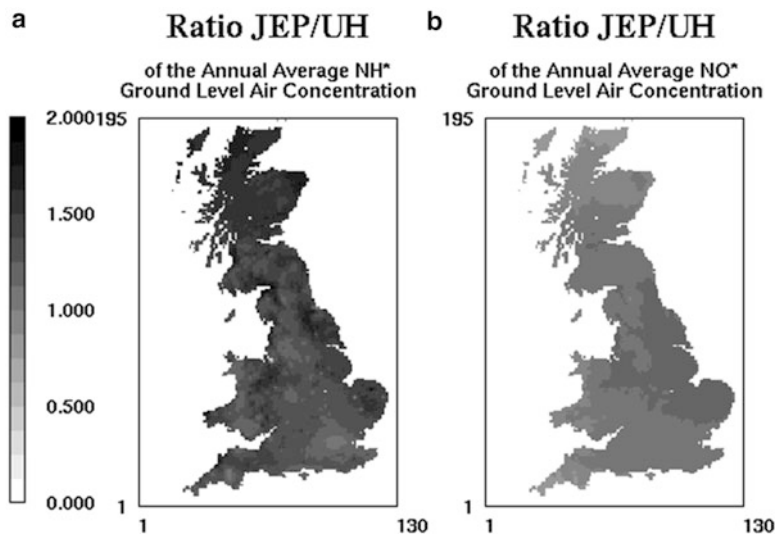 a
Ratio JEP/UH
of the Annual Average NH*
Ground Level Air Concentration
2.000
1.500
1.000
0.500
0.000
195
1
1
130
b
Ratio JEP/UH
of the Annual Average NO*
Ground Level Air Concentration
195
1
1
130